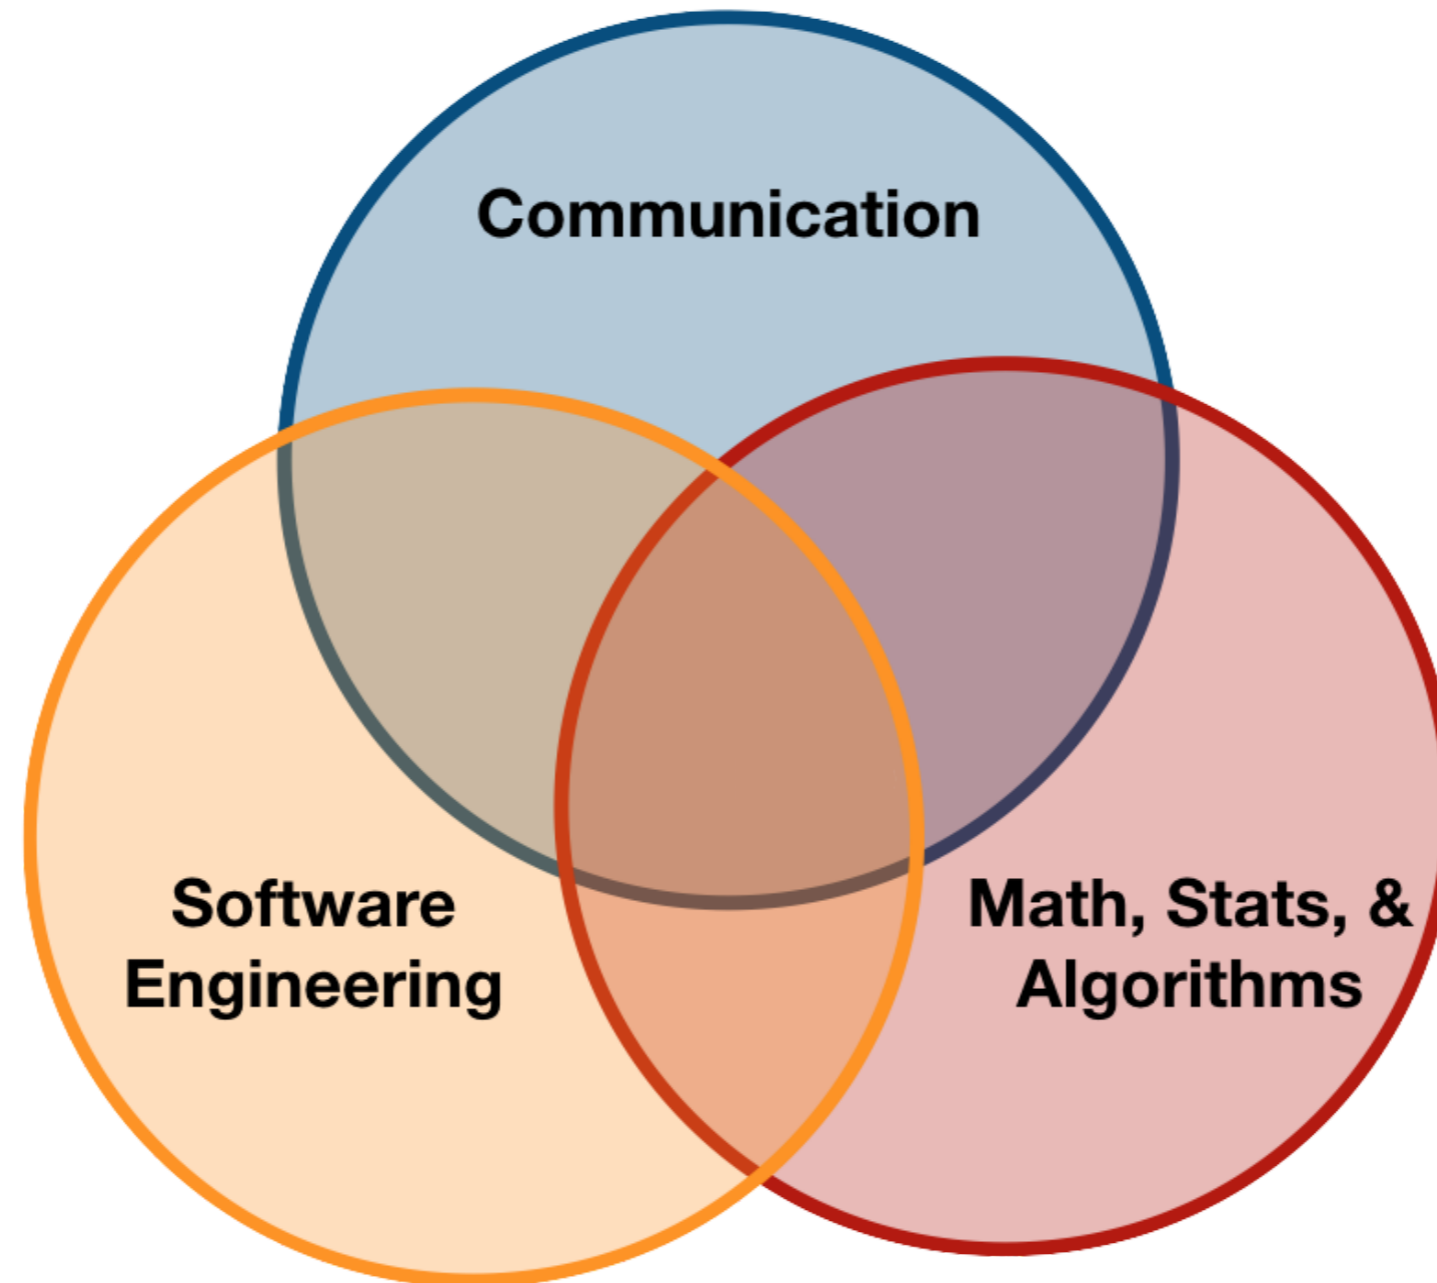 Communication
Software
Engineering
Math, Stats, &
Algorithms